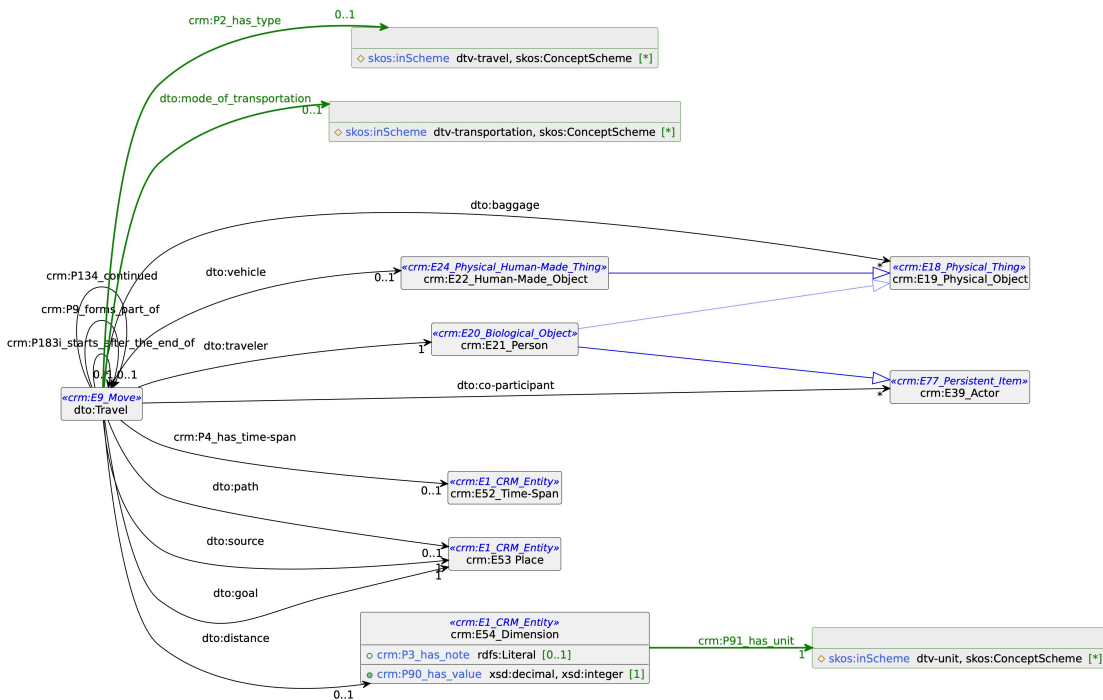 crm:P2_has_type
0..1
skos:inScheme dtv-travel, skos:ConceptScheme [*]
dto:mode_of_transportation
0..1
skos:inScheme dtv-transportation, skos:ConceptScheme [*]
dto:baggage
*
dto:vehicle
0..1
«crm:E24_Physical_Human-Made_Thing»
crm:E22_Human-Made_Object
«crm:E18_Physical_Thing»
crm:E19_Physical_Object
crm:P134_continued
crm:P9_forms_part_of
crm:P183i_starts_after_the_end_of
0..1
0..1
dto:traveler
1
«crm:E20_Biological_Object»
crm:E21_Person
dto:co-participant
*
«crm:E77_Persistent_Item»
crm:E39_Actor
«crm:E9_Move»
dto:Travel
crm:P4_has_time-span
0..1
«crm:E1_CRM_Entity»
crm:E52_Time-Span
dto:path
dto:source
0..1
1
1
«crm:E1_CRM_Entity»
crm:E53 Place
dto:goal
dto:distance
0..1
«crm:E1_CRM_Entity»
crm:E54_Dimension
crm:P3_has_note rdfs:Literal [0..1]
crm:P90_has_value xsd:decimal, xsd:integer [1]
crm:P91_has_unit
1
skos:inScheme dtv-unit, skos:ConceptScheme [*]